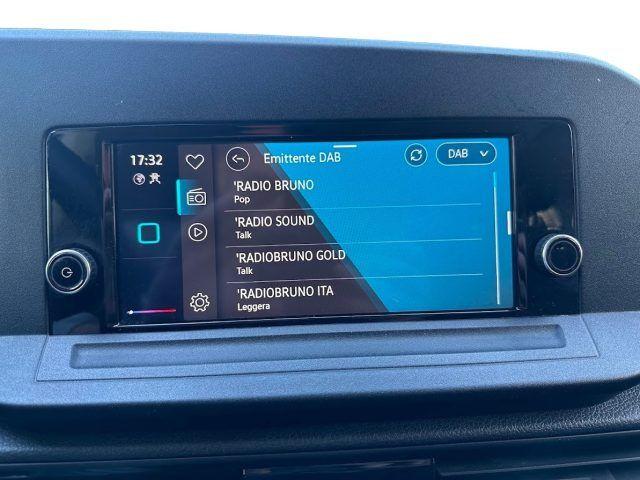 17:32
Emittente DAB
DAB
'RADIO BRUNO
Pop
'RADIO SOUND
Talk
'RADIOBRUNO GOLD
Talk
'RADIOBRUNO ITA
Leggera